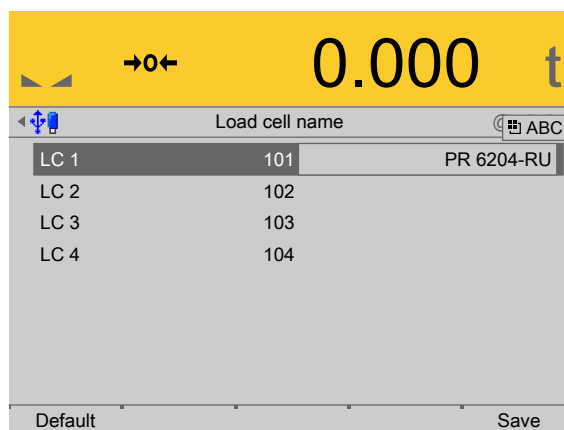 →0← 0.000 t
Load cell name ABC
LC 1 101 PR 6204-RU
LC 2 102
LC 3 103
LC 4 104
Default Save